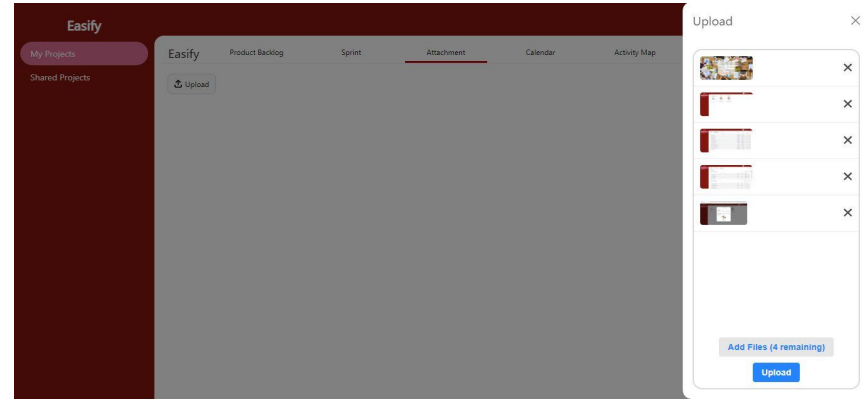 Easify
My Projects
Shared Projects
Easify
Product Backlog
Sprint
Attachment
Calendar
Activity Map
Upload
Upload
Add Files (4 remaining)
Upload